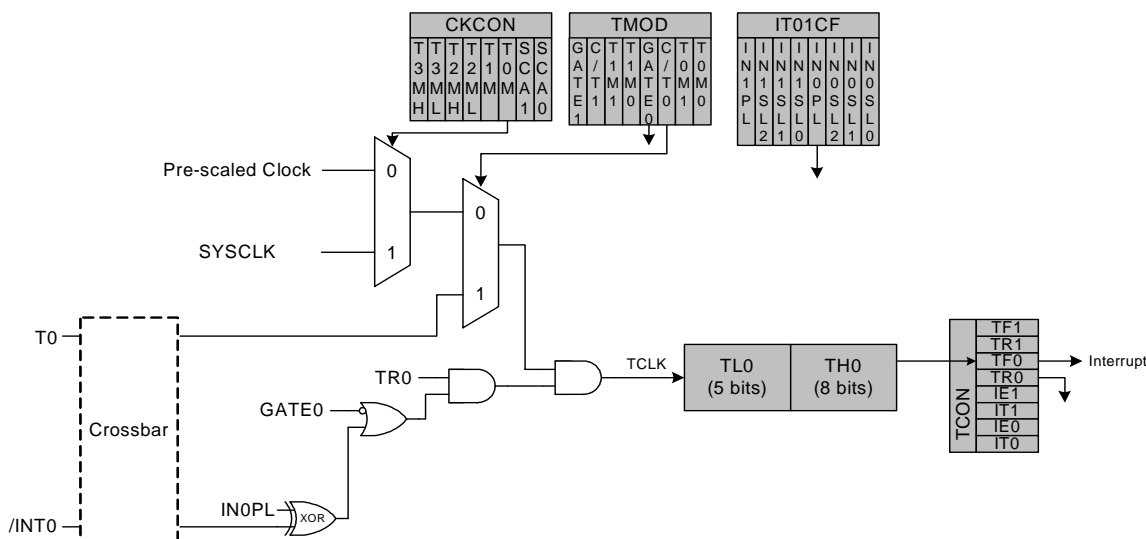 CKCON
T3MH
T3ML
T2MH
T2ML
T1M
T0M
SCA1
SCA0
TMOD
GATE1
C/T1
T1M1
T1M0
GATE0
C/T0
T0M1
T0M0
IT01CF
IN1PL
IN1SL2
IN1SL1
IN1SL0
IN0PL
IN0SL2
IN0SL1
IN0SL0
Pre-scaled Clock
0
SYSCLK
1
0
1
T0
Crossbar
/INT0
TR0
GATE0
IN0PL
XOR
TCLK
TL0
(5 bits)
TH0
(8 bits)
TCON
TF1
TR1
TF0
TR0
IE1
IT1
IE0
IT0
Interrupt